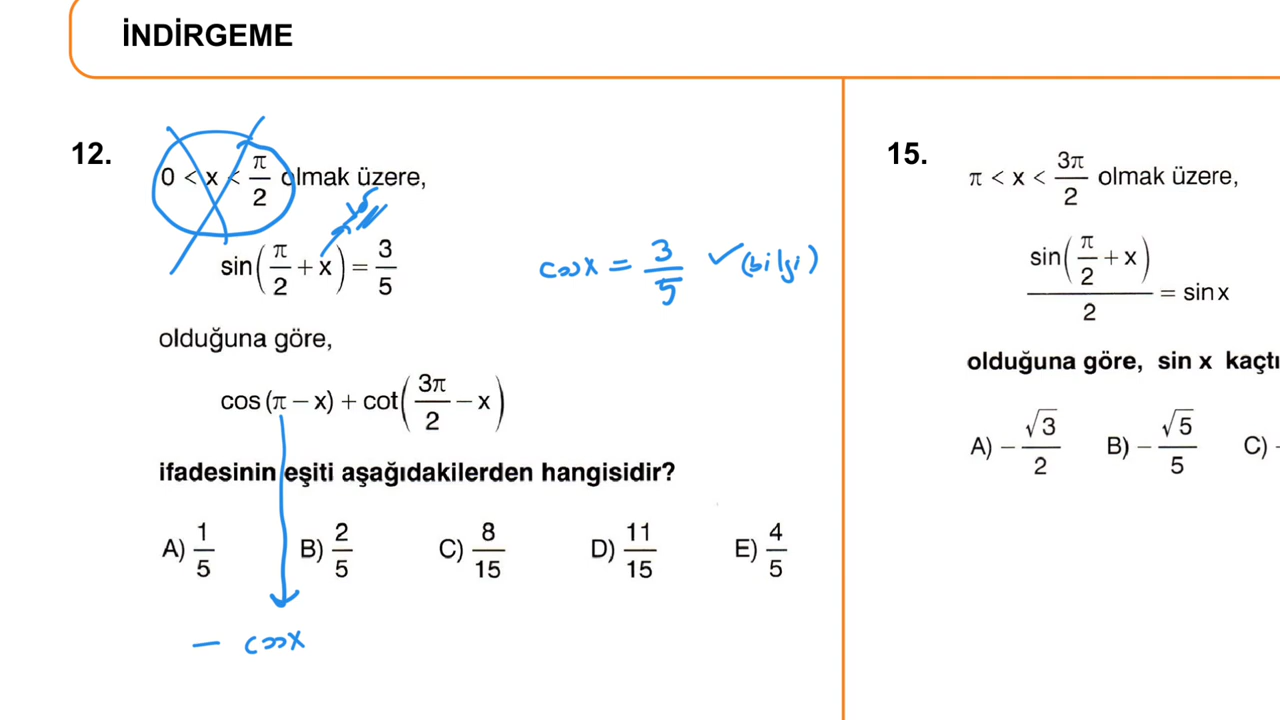 İNDİRGEME
12.
0 < x < π/2 olmak üzere,
sin(π/2 + x) = 3/5
cosx = 3/5 ✓(bilgi)
olduğuna göre,
cos (π − x) + cot(3π/2 − x)
ifadesinin eşiti aşağıdakilerden hangisidir?
A) 1/5 B) 2/5 C) 8/15 D) 11/15 E) 4/5
− cosx
15.
π < x < 3π/2 olmak üzere,
sin(π/2 + x)/2 = sin x
olduğuna göre, sin x kaçtı
A) −√3/2 B) −√5/5 C) -